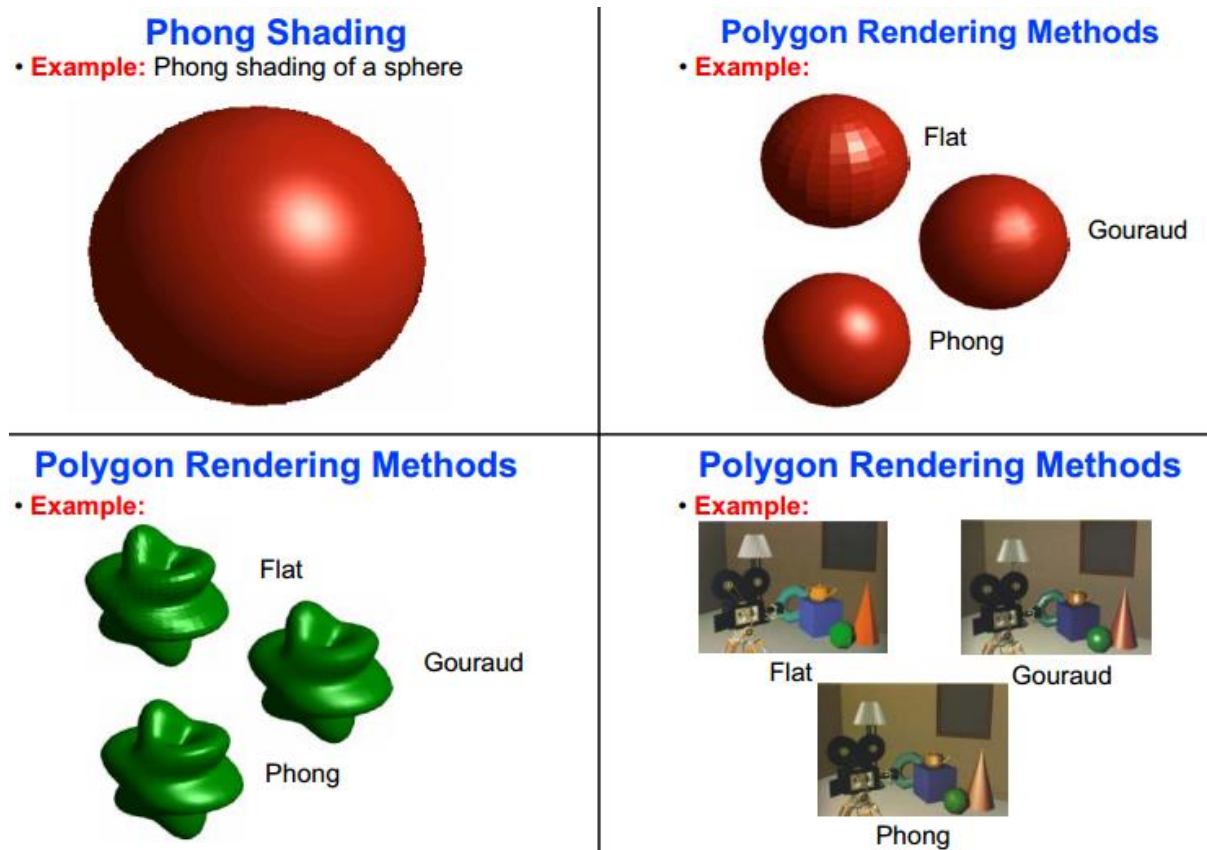 Phong Shading
• Example: Phong shading of a sphere
Polygon Rendering Methods
• Example:
Flat
Gouraud
Phong
Polygon Rendering Methods
• Example:
Flat
Gouraud
Phong
Polygon Rendering Methods
• Example:
Flat
Gouraud
Phong